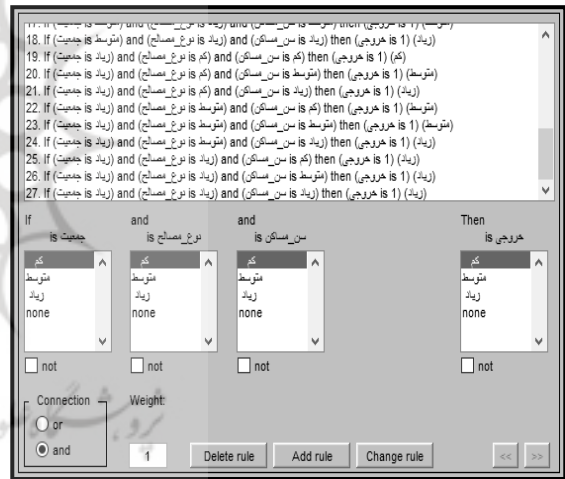 18. If (جمعیت is متوسط) and (نوع_مصالح is زیاد) and (سن_مساکن is زیاد) then (خروجی is زیاد) (1)
19. If (جمعیت is زیاد) and (نوع_مصالح is کم) and (سن_مساکن is کم) then (خروجی is کم) (1)
20. If (جمعیت is زیاد) and (نوع_مصالح is کم) and (سن_مساکن is متوسط) then (خروجی is متوسط) (1)
21. If (جمعیت is زیاد) and (نوع_مصالح is کم) and (سن_مساکن is زیاد) then (خروجی is زیاد) (1)
22. If (جمعیت is زیاد) and (نوع_مصالح is متوسط) and (سن_مساکن is کم) then (خروجی is متوسط) (1)
23. If (جمعیت is زیاد) and (نوع_مصالح is متوسط) and (سن_مساکن is متوسط) then (خروجی is متوسط) (1)
24. If (جمعیت is زیاد) and (نوع_مصالح is متوسط) and (سن_مساکن is زیاد) then (خروجی is زیاد) (1)
25. If (جمعیت is زیاد) and (نوع_مصالح is زیاد) and (سن_مساکن is کم) then (خروجی is زیاد) (1)
26. If (جمعیت is زیاد) and (نوع_مصالح is زیاد) and (سن_مساکن is متوسط) then (خروجی is زیاد) (1)
27. If (جمعیت is زیاد) and (نوع_مصالح is زیاد) and (سن_مساکن is زیاد) then (خروجی is زیاد) (1)
If and and Then
جمعیت is نوع_مصالح is سن_مساکن is خروجی is
کم کم کم کم
متوسط متوسط متوسط متوسط
زیاد زیاد زیاد زیاد
none none none none
not not not not
Connection Weight:
or
and 1 Delete rule Add rule Change rule << >>